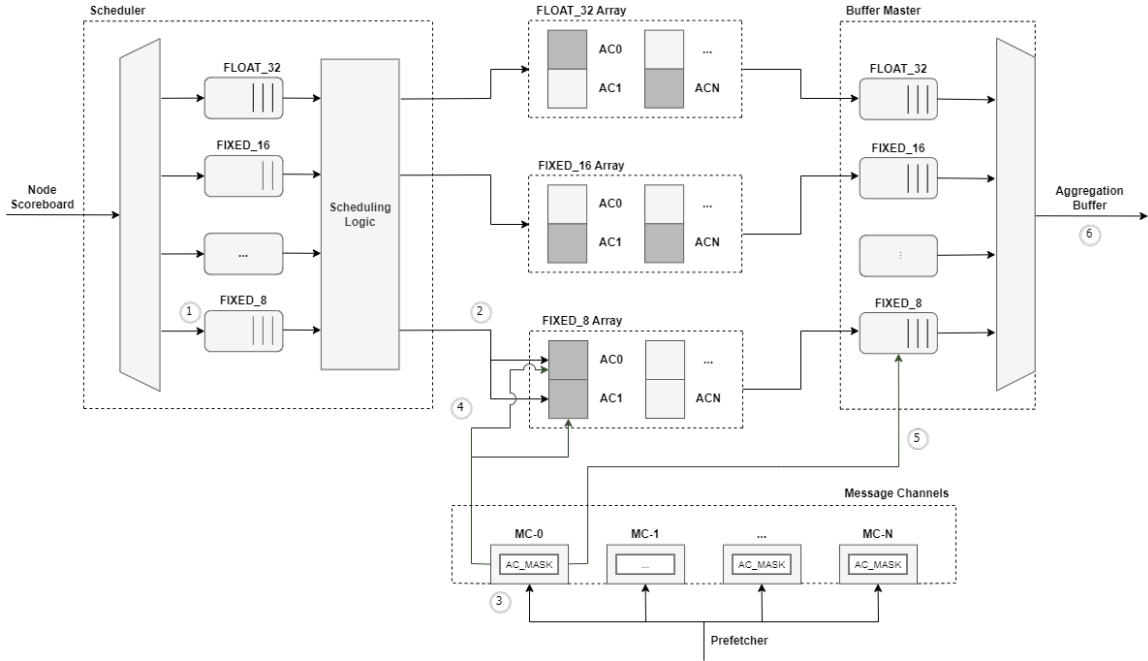 Scheduler
FLOAT_32 Array
Buffer Master
FLOAT_32
AC0
...
AC1
ACN
FLOAT_32
FIXED_16
FIXED_16 Array
FIXED_16
Node
Scoreboard
Scheduling
Logic
AC0
...
AC1
ACN
Aggregation
Buffer
6
...
...
1
FIXED_8
2
FIXED_8 Array
FIXED_8
AC0
...
4
AC1
ACN
5
Message Channels
MC-0
MC-1
...
MC-N
AC_MASK
...
AC_MASK
AC_MASK
3
Prefetcher